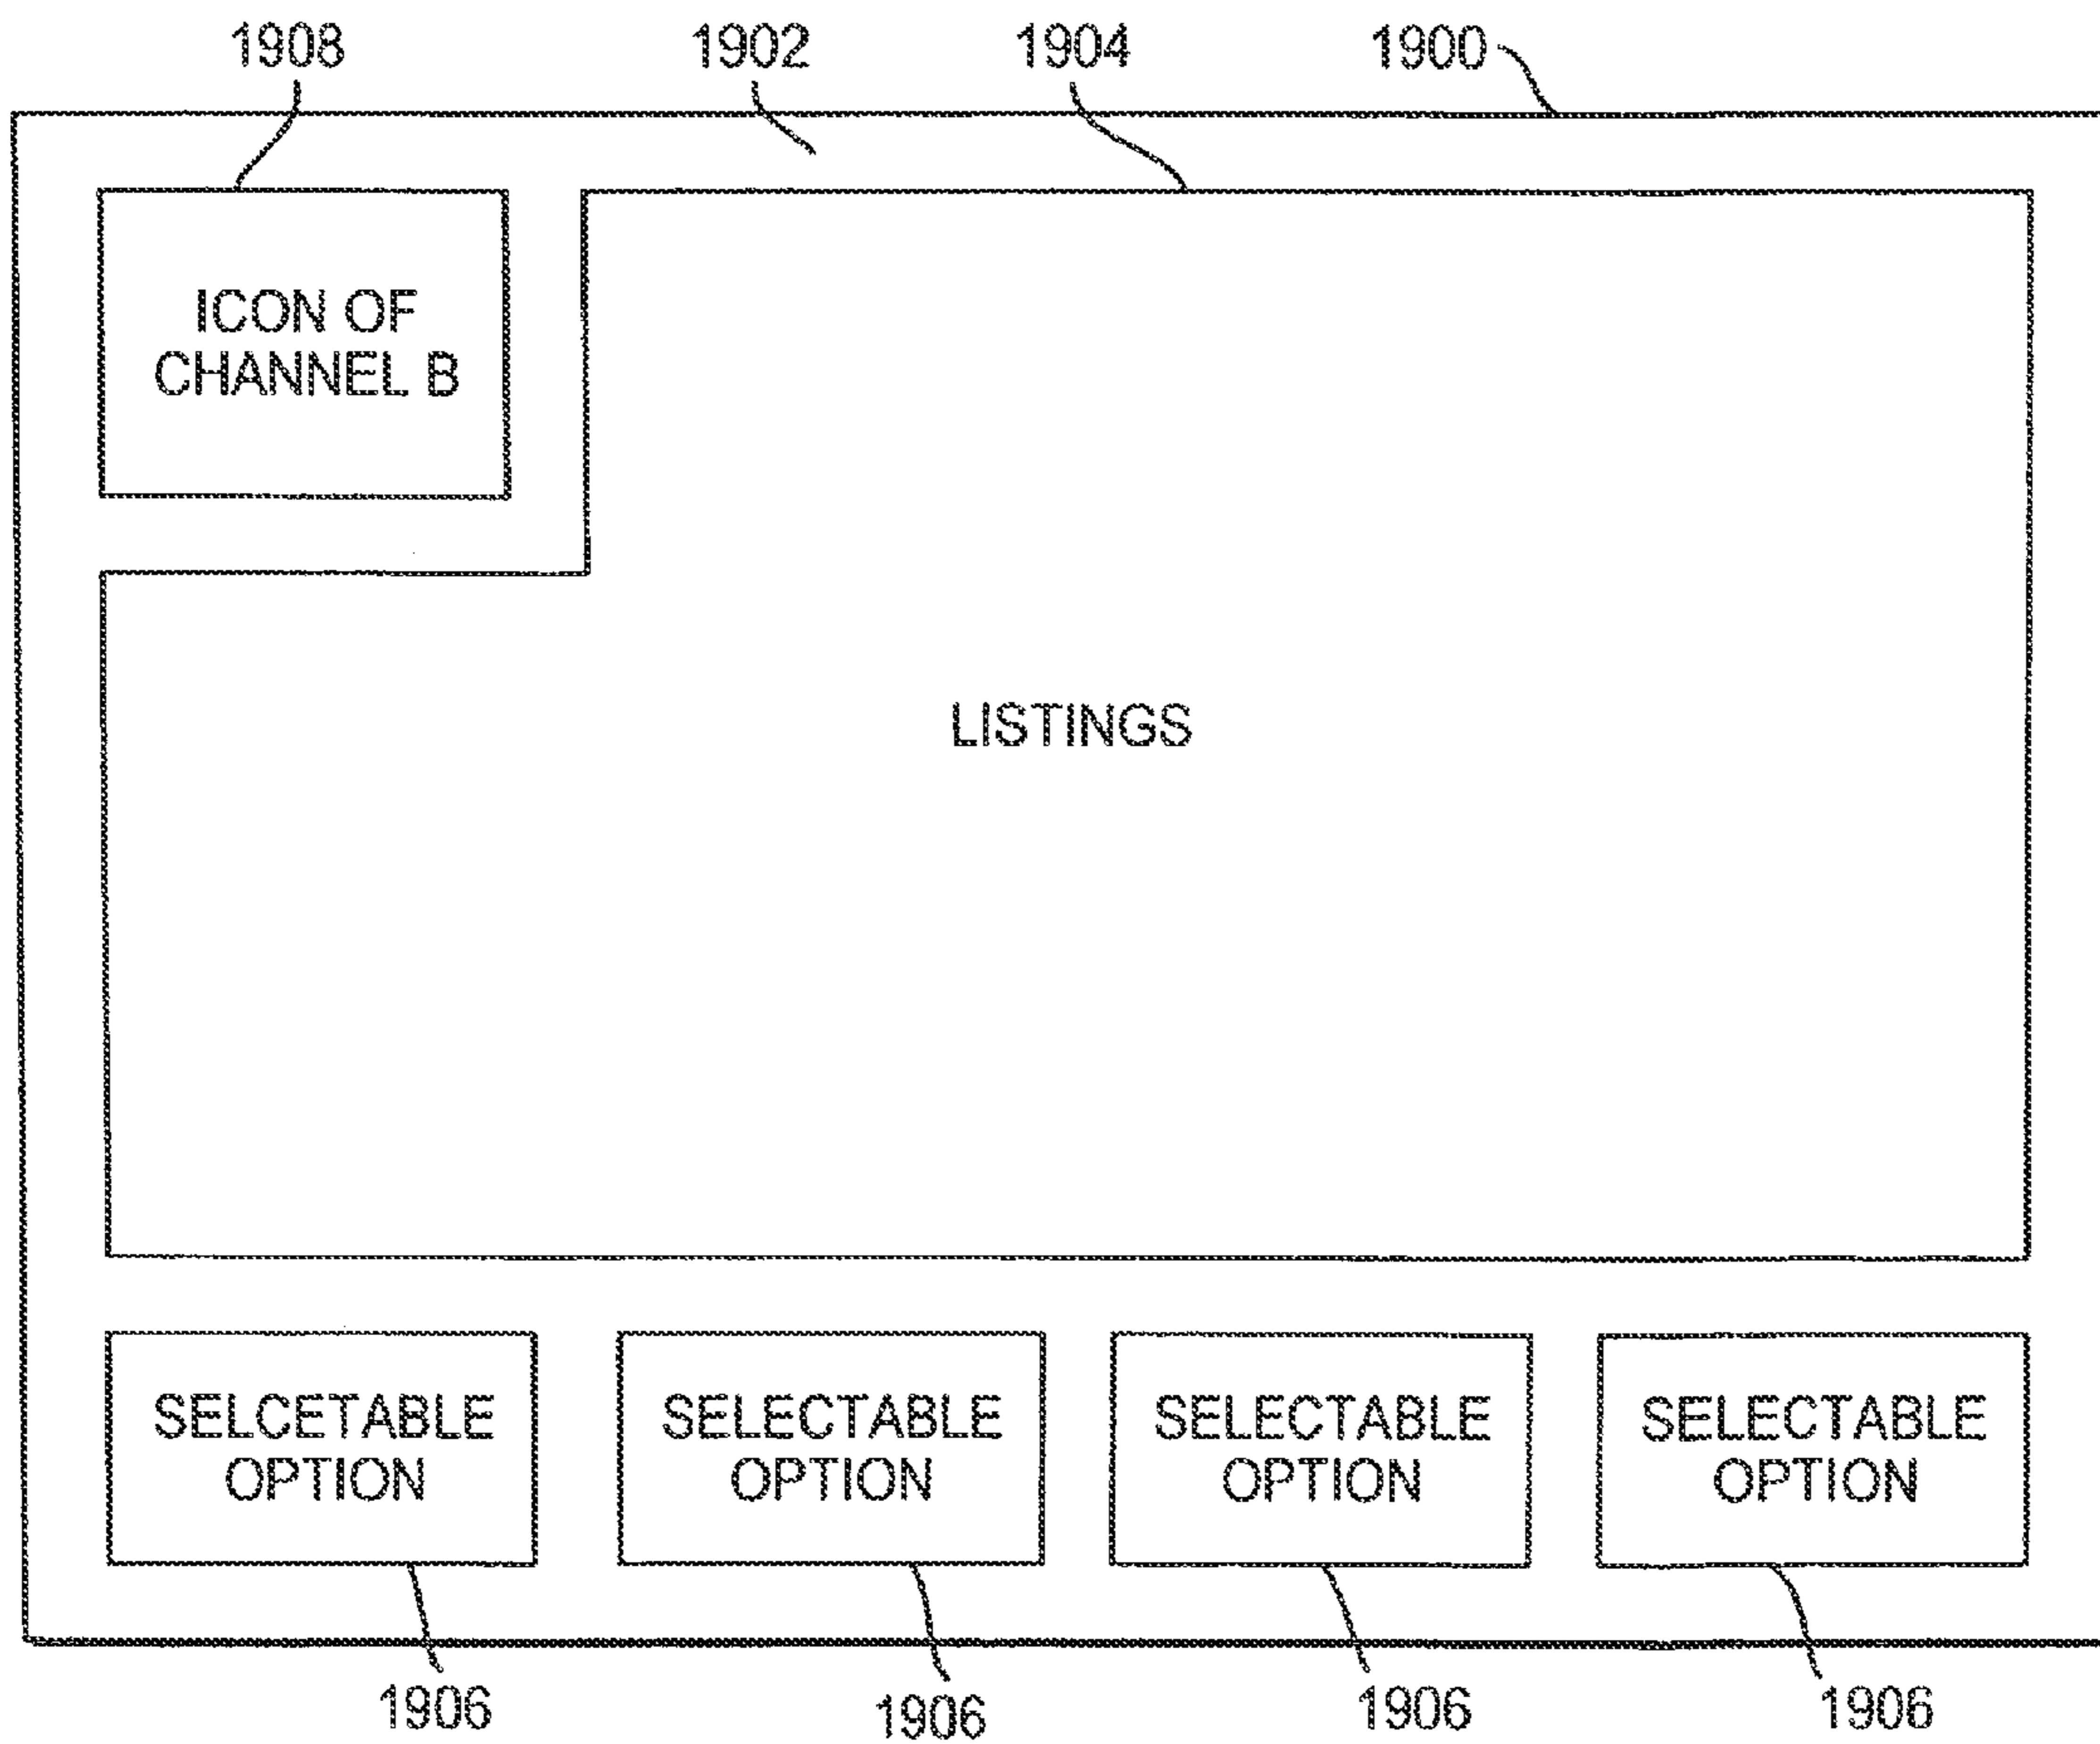 1908 1902 1904 1900
ICON OF
CHANNEL B
LISTINGS
SELCETABLE
OPTION
SELECTABLE
OPTION
SELECTABLE
OPTION
SELECTABLE
OPTION
1906 1906 1906 1906